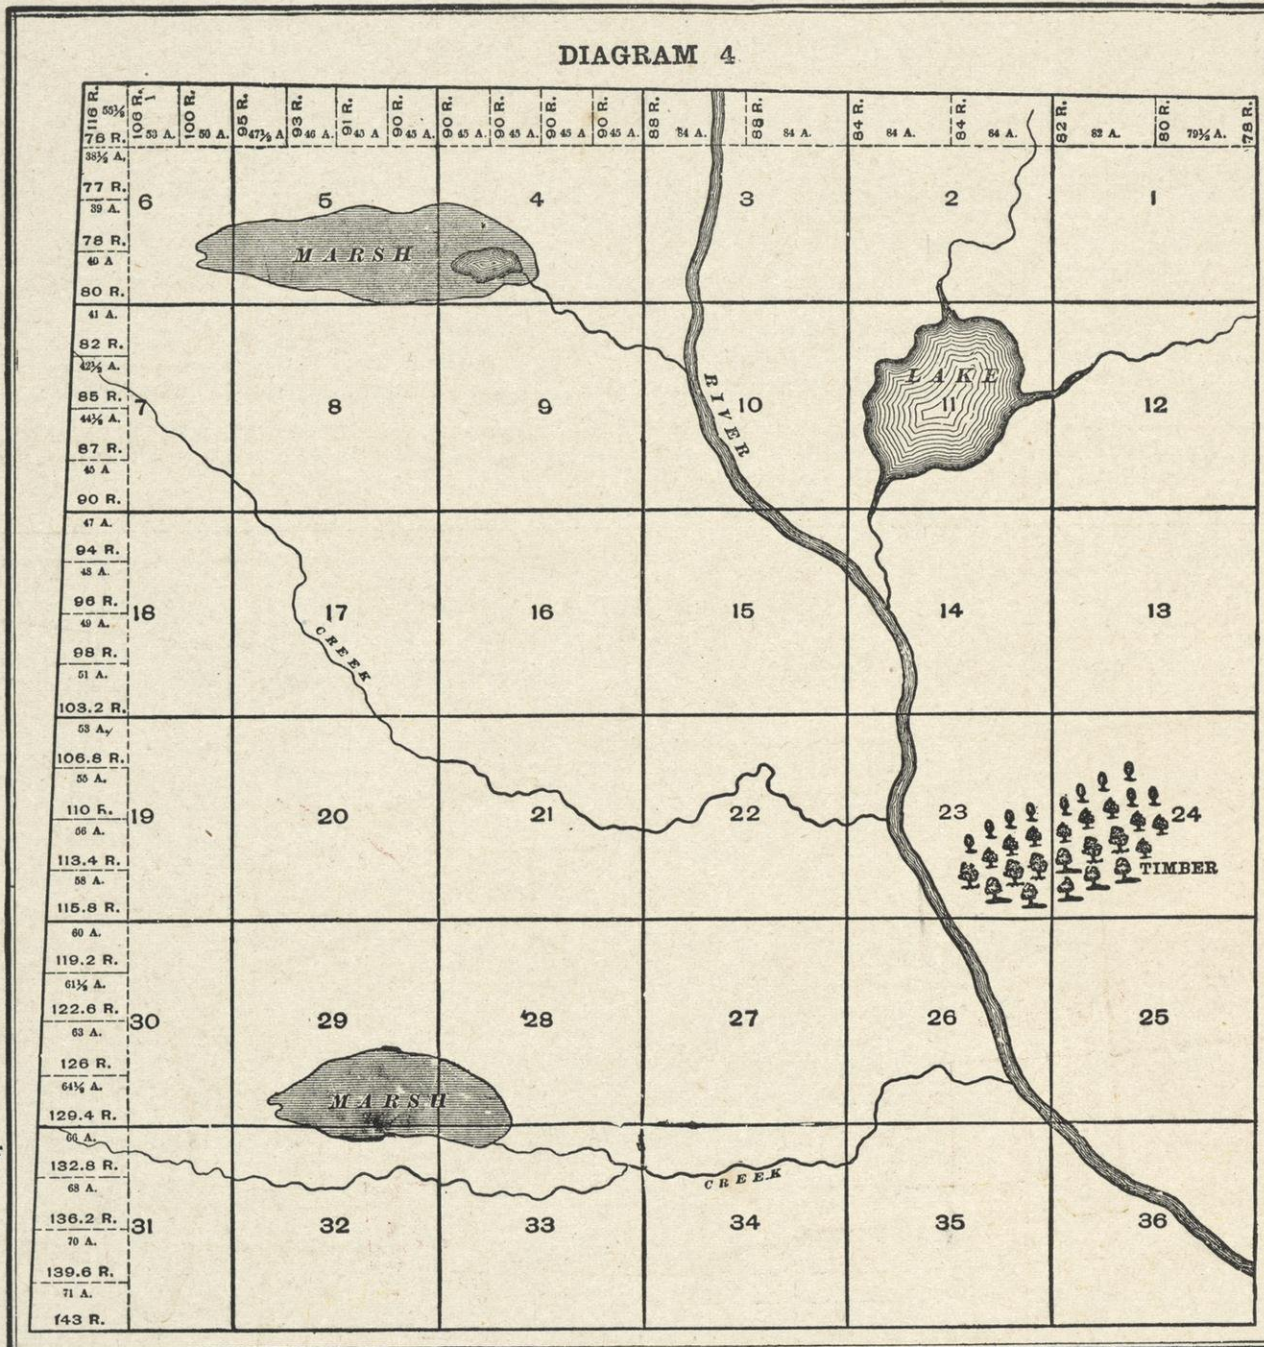 DIAGRAM 4
116 R. 55½ 106 R. 53 A. 100 R. 50 A. 95 R. 47½ A 93 R. 46 A. 91 R. 45 A 90 R. 45 A. 90 R. 45 A. 90 R. 45 A. 90 R. 45 A 90 R. 45 A. 88 R. 84 A. 88 R. 84 A. 84 R. 84 A. 84 R. 84 A. 82 R. 82 A. 80 R. 79½ A. 78 R.
76 R.
38½ A.
77 R.
6 5 4 3 2 1
39 A.
78 R.
MARSH
40 A
80 R.
41 A.
82 R.
42½ A.
LAKE
85 R.
7 8 9 RIVER 10 11 12
44½ A.
87 R.
45 A
90 R.
47 A.
94 R.
48 A.
96 R.
18 17 16 15 14 13
49 A.
CREEK
98 R.
51 A.
103.2 R.
53 A.
106.8 R.
55 A.
110 R.
19 20 21 22 23 24
56 A.
113.4 R.
TIMBER
58 A.
115.8 R.
60 A.
119.2 R.
61½ A.
122.6 R.
30 29 28 27 26 25
63 A.
126 R.
64½ A.
MARSH
129.4 R.
66 A.
132.8 R.
CREEK
68 A.
136.2 R.
31 32 33 34 35 36
70 A.
139.6 R.
71 A.
143 R.